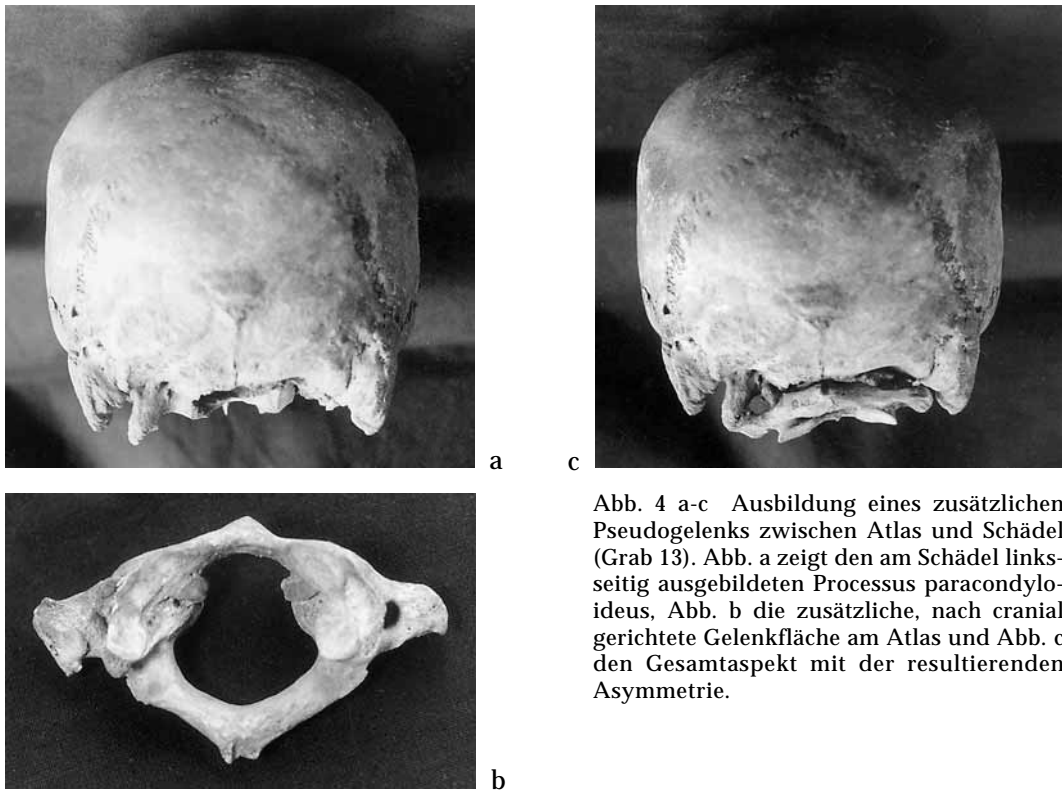 a
c
b
Abb. 4 a-c Ausbildung eines zusätzlichen
Pseudogelenks zwischen Atlas und Schädel
(Grab 13). Abb. a zeigt den am Schädel links-
seitig ausgebildeten Processus paracondylo-
ideus, Abb. b die zusätzliche, nach cranial
gerichtete Gelenkfläche am Atlas und Abb. c
den Gesamtaspekt mit der resultierenden
Asymmetrie.